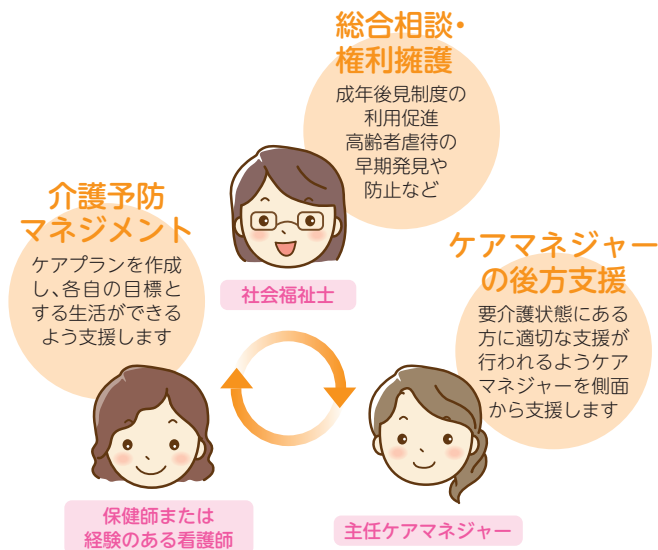 総合相談・
権利擁護
成年後見制度の
利用促進
高齢者虐待の
早期発見や
防止など
社会福祉士
介護予防
マネジメント
ケアプランを作成
し、各自の目標と
する生活ができる
よう支援します
保健師または
経験のある看護師
ケアマネジャー
の後方支援
要介護状態にある
方に適切な支援が
行われるようケア
マネジャーを側面
から支援します
主任ケアマネジャー